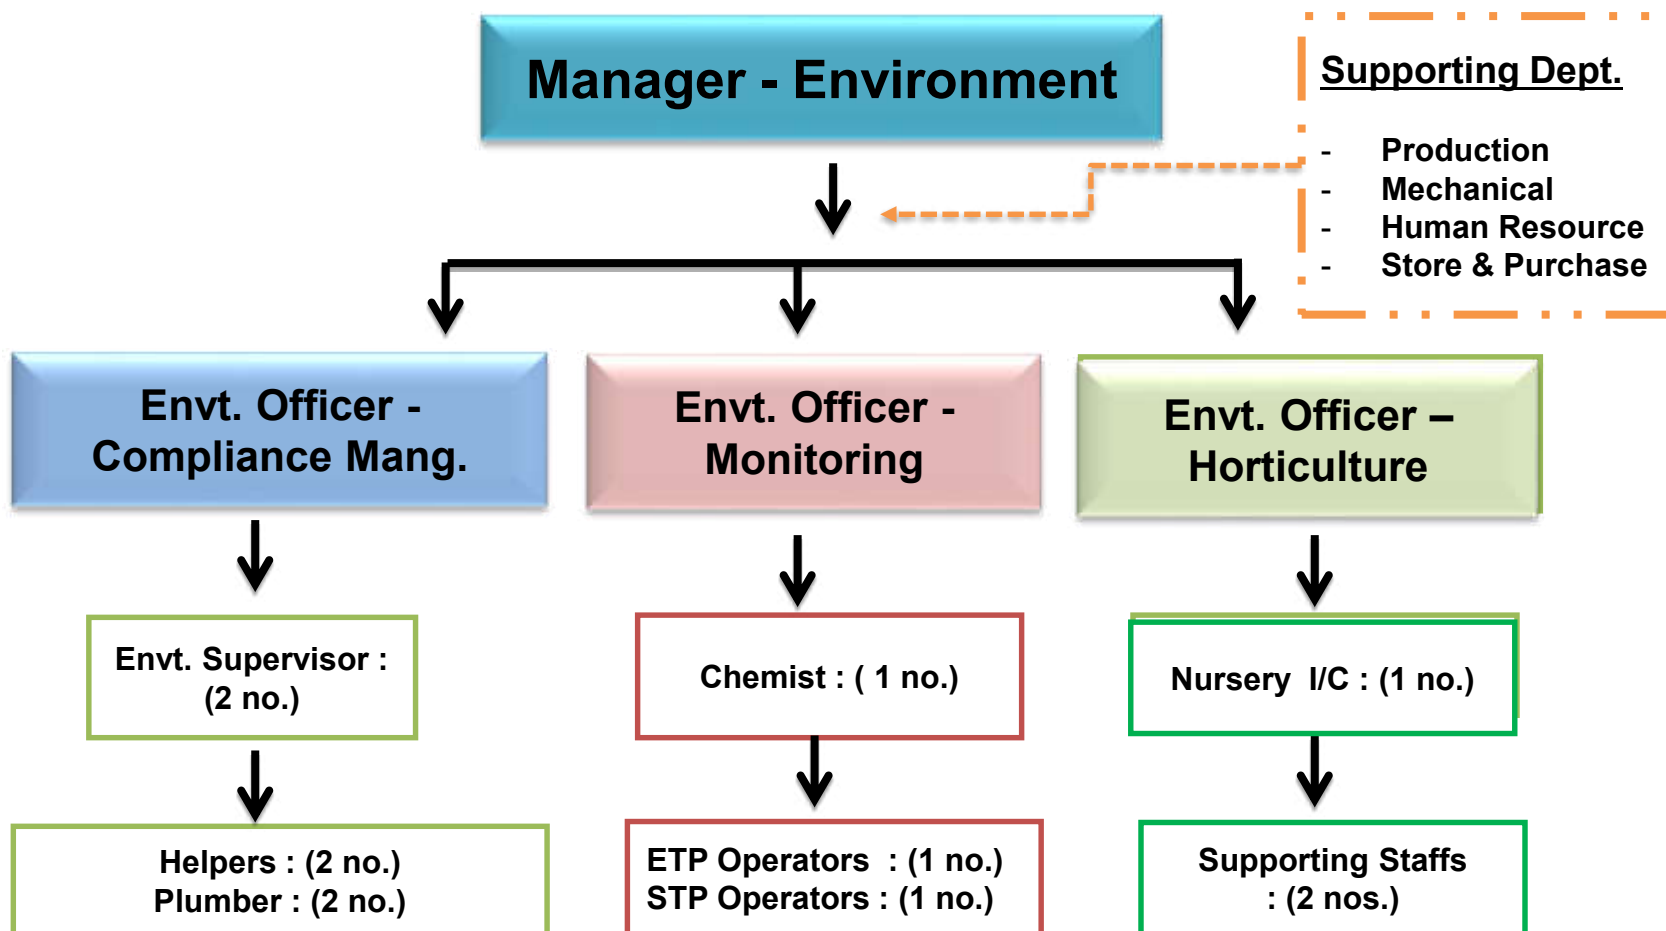 Manager - Environment
Supporting Dept.
- Production
- Mechanical
- Human Resource
- Store & Purchase
Envt. Officer -
Compliance Mang.
Envt. Officer -
Monitoring
Envt. Officer –
Horticulture
Envt. Supervisor :
(2 no.)
Chemist : ( 1 no.)
Nursery I/C : (1 no.)
Helpers : (2 no.)
Plumber : (2 no.)
ETP Operators : (1 no.)
STP Operators : (1 no.)
Supporting Staffs
: (2 nos.)